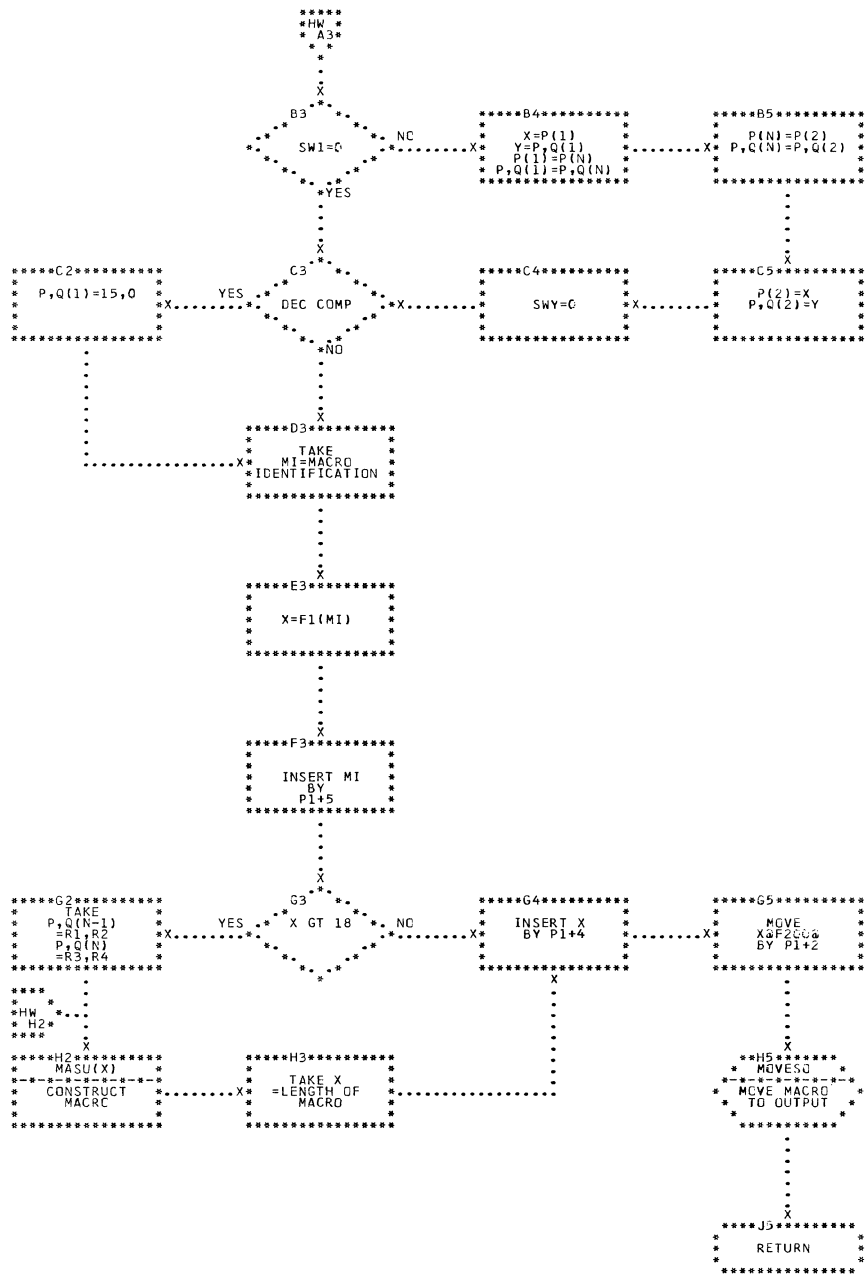 HW
A3
B3
SW1=0
NO
YES
B4
X=P(1)
Y=P,Q(1)
P(1)=P(N)
P,Q(1)=P,Q(N)
B5
P(N)=P(2)
P,Q(N)=P,Q(2)
C2
P,Q(1)=15,0
YES
C3
DEC COMP
NO
C4
SWY=0
C5
P(2)=X
P,Q(2)=Y
D3
TAKE
MI=MACRO
IDENTIFICATION
E3
X=F1(MI)
F3
INSERT MI
BY
P1+5
G2
TAKE
P,Q(N-1)
=R1,R2
P,Q(N)
=R3,R4
YES
G3
X GT 18
NO
G4
INSERT X
BY P1+4
G5
MOVE
BY P1+2
HW
H2
H2
MASU(X)
CONSTRUCT
MACRO
H3
TAKE X
=LENGTH OF
MACRO
H5
MOVESO
MOVE MACRO
TO OUTPUT
J5
RETURN